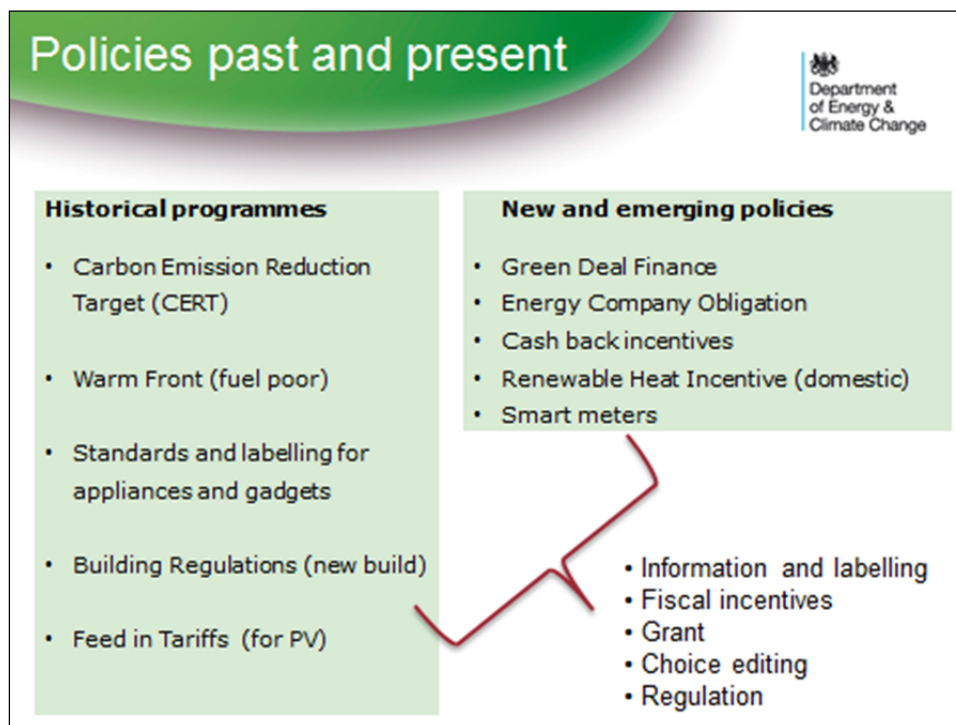 Policies past and present
Department
of Energy &
Climate Change
Historical programmes
• Carbon Emission Reduction
Target (CERT)
• Warm Front (fuel poor)
• Standards and labelling for
appliances and gadgets
• Building Regulations (new build)
• Feed in Tariffs (for PV)
New and emerging policies
• Green Deal Finance
• Energy Company Obligation
• Cash back incentives
• Renewable Heat Incentive (domestic)
• Smart meters
• Information and labelling
• Fiscal incentives
• Grant
• Choice editing
• Regulation